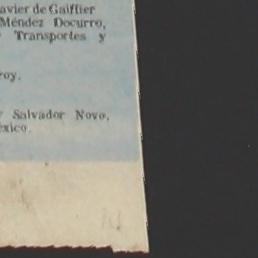 avier de Gaiffier
Méndez Docurro,
Transportes y
roy.
Salvador Novo,
éxico.